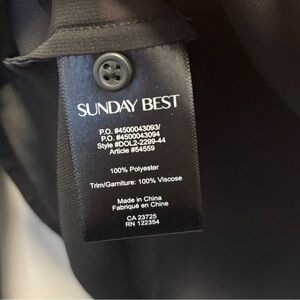 SUNDAY BEST
P.O. #4500043093/
P.O. #4500043094
Style #DOL2-2299-44
Article #54559
100% Polyester
Trim/Garniture: 100% Viscose
Made in China
Fabriqué en Chine
CA 23725
RN 122354